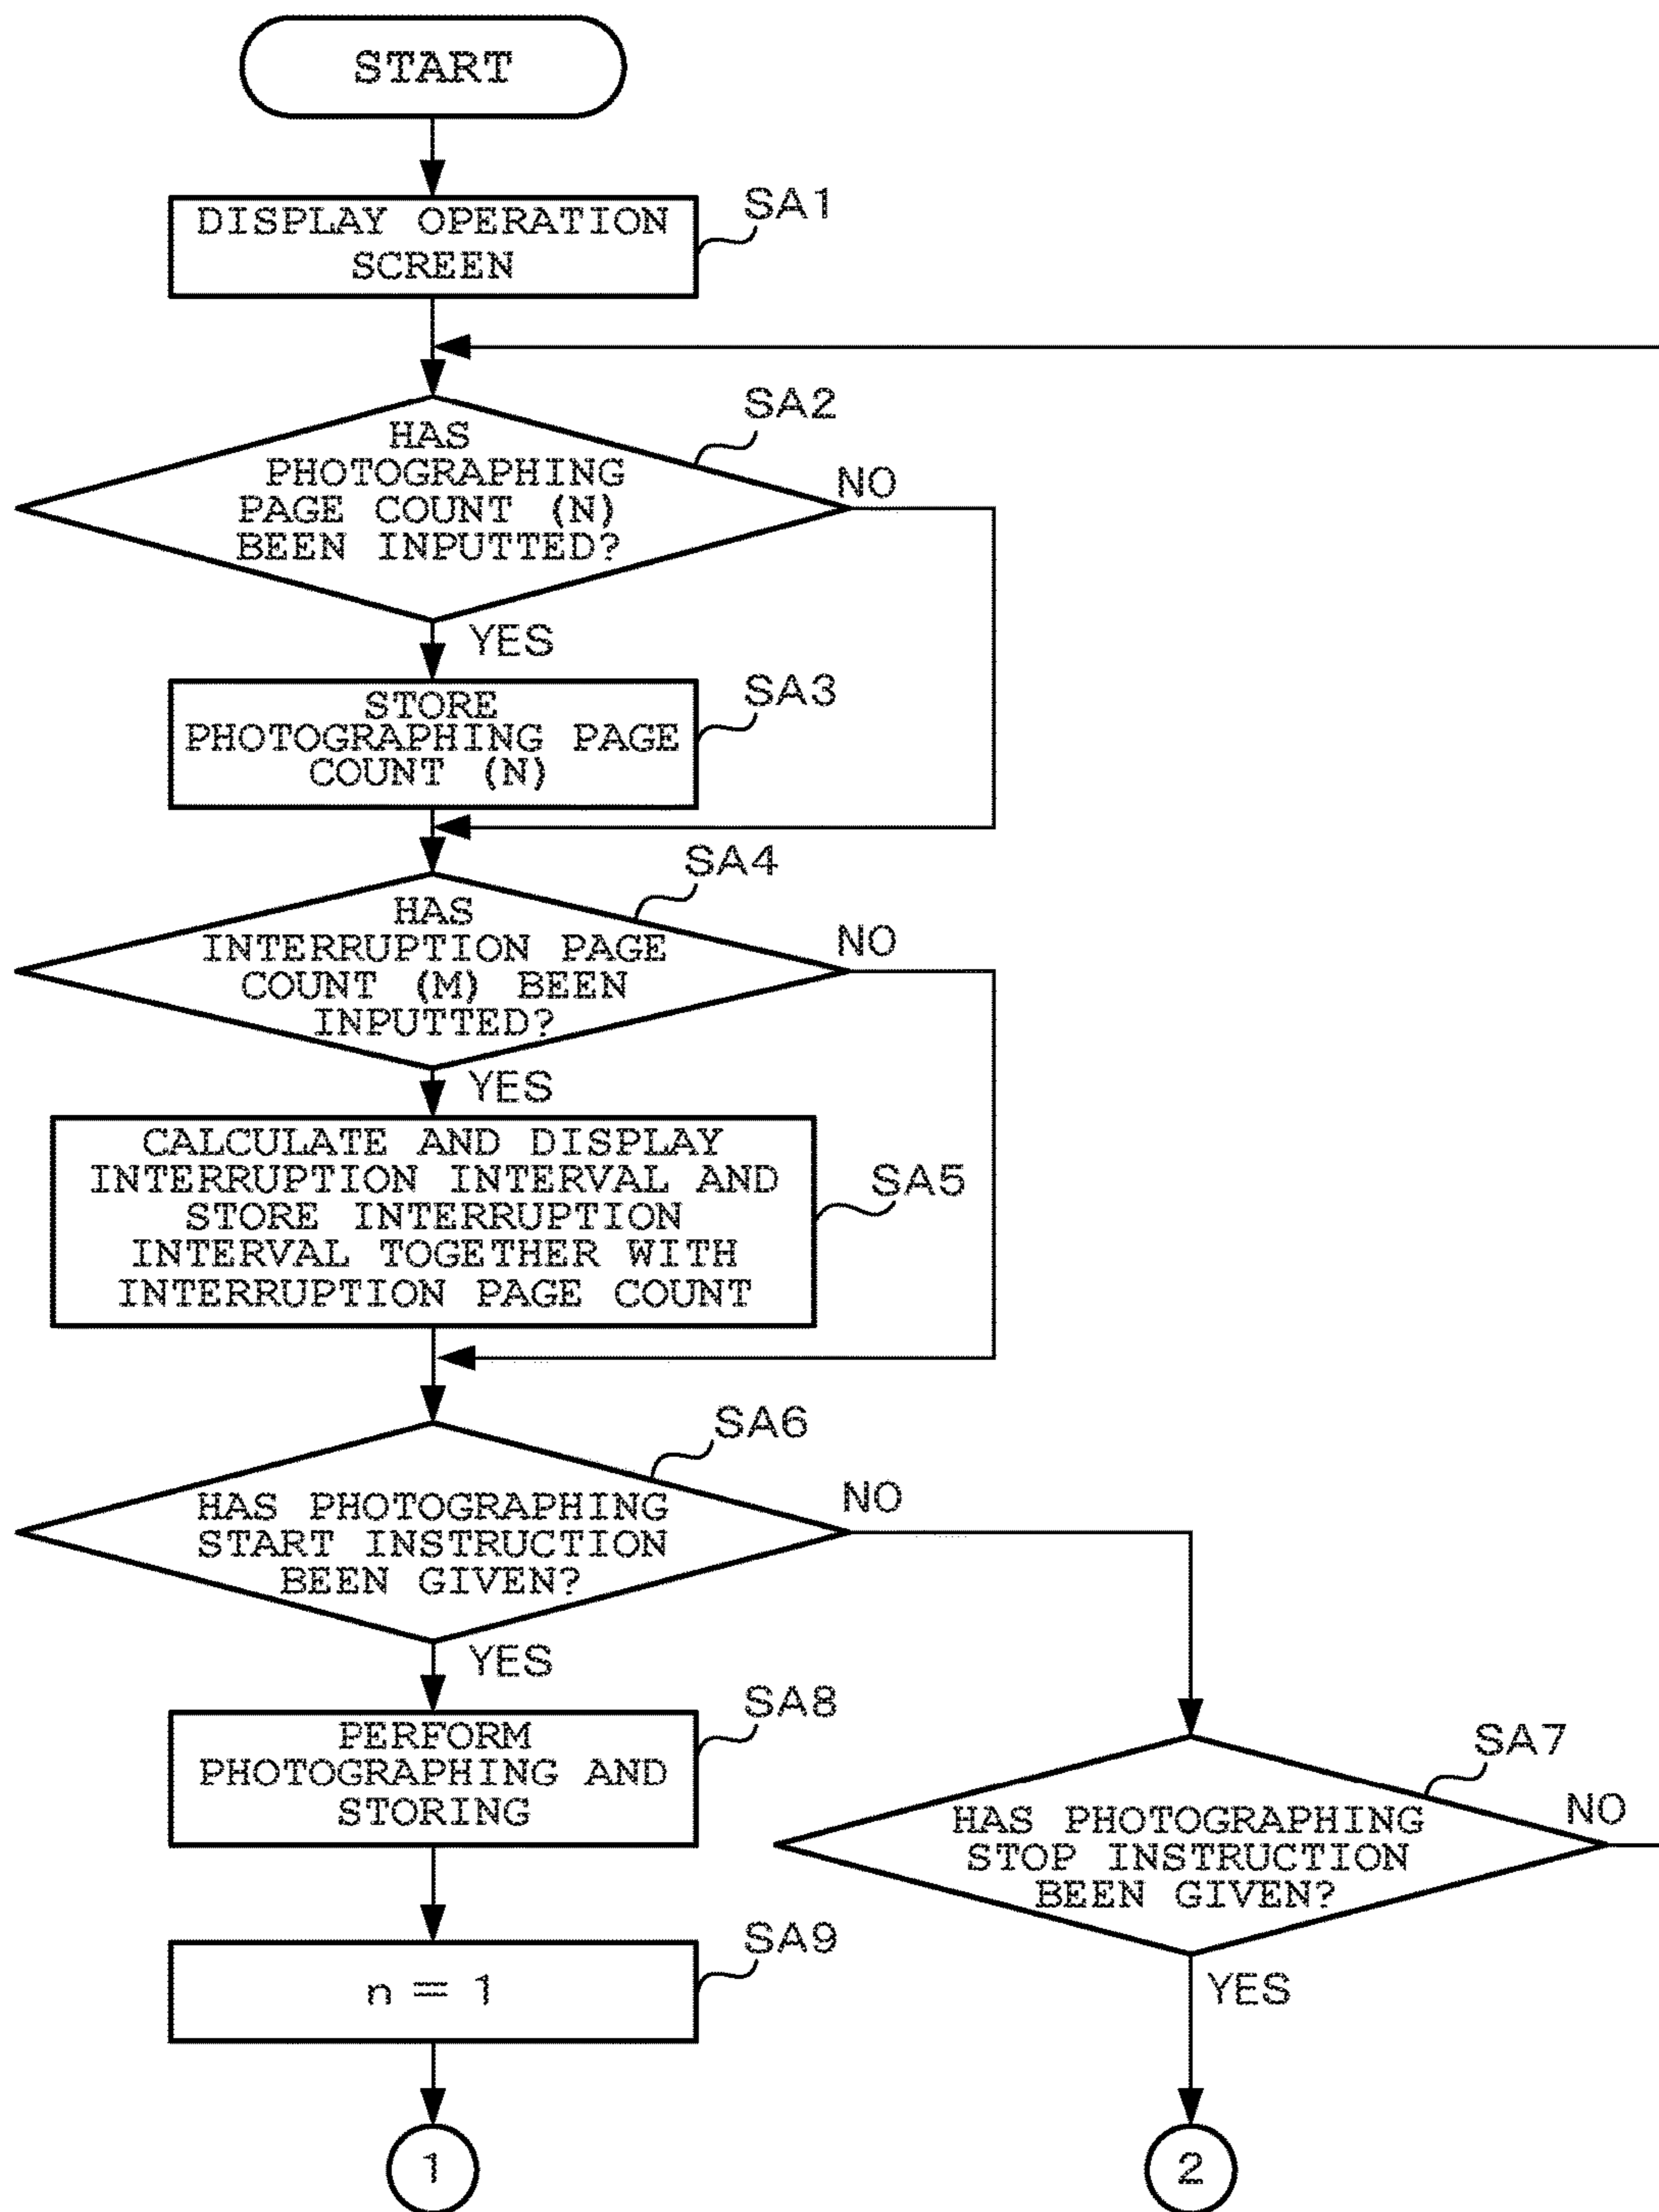 START
DISPLAY OPERATION
SCREEN
SA1
HAS
PHOTOGRAPHING
PAGE COUNT (N)
BEEN INPUTTED?
SA2
NO
YES
STORE
PHOTOGRAPHING PAGE
COUNT (N)
SA3
HAS
INTERRUPTION PAGE
COUNT (M) BEEN
INPUTTED?
SA4
NO
YES
CALCULATE AND DISPLAY
INTERRUPTION INTERVAL AND
STORE INTERRUPTION
INTERVAL TOGETHER WITH
INTERRUPTION PAGE COUNT
SA5
HAS PHOTOGRAPHING
START INSTRUCTION
BEEN GIVEN?
SA6
NO
YES
PERFORM
PHOTOGRAPHING AND
STORING
SA8
HAS PHOTOGRAPHING
STOP INSTRUCTION
BEEN GIVEN?
SA7
NO
YES
n = 1
SA9
1
2